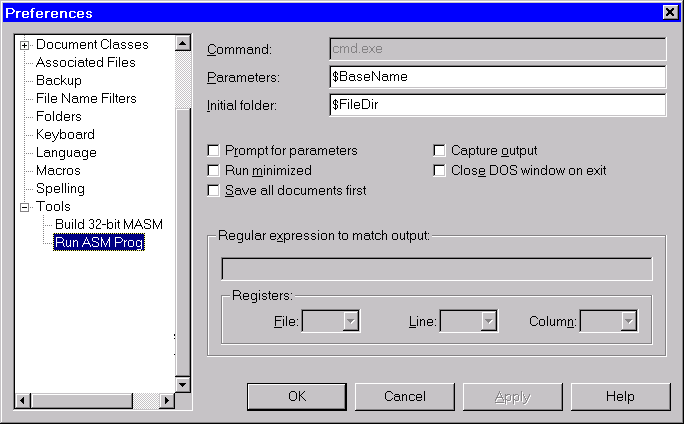 Preferences
Document Classes
Associated Files
Backup
File Name Filters
Folders
Keyboard
Language
Macros
Spelling
Tools
Build 32-bit MASM
Run ASM Prog
Command: cmd.exe
Parameters: $BaseName
Initial folder: $FileDir
Prompt for parameters
Capture output
Run minimized
Close DOS window on exit
Save all documents first
Regular expression to match output:
Registers:
File: Line: Column:
OK Cancel Apply Help